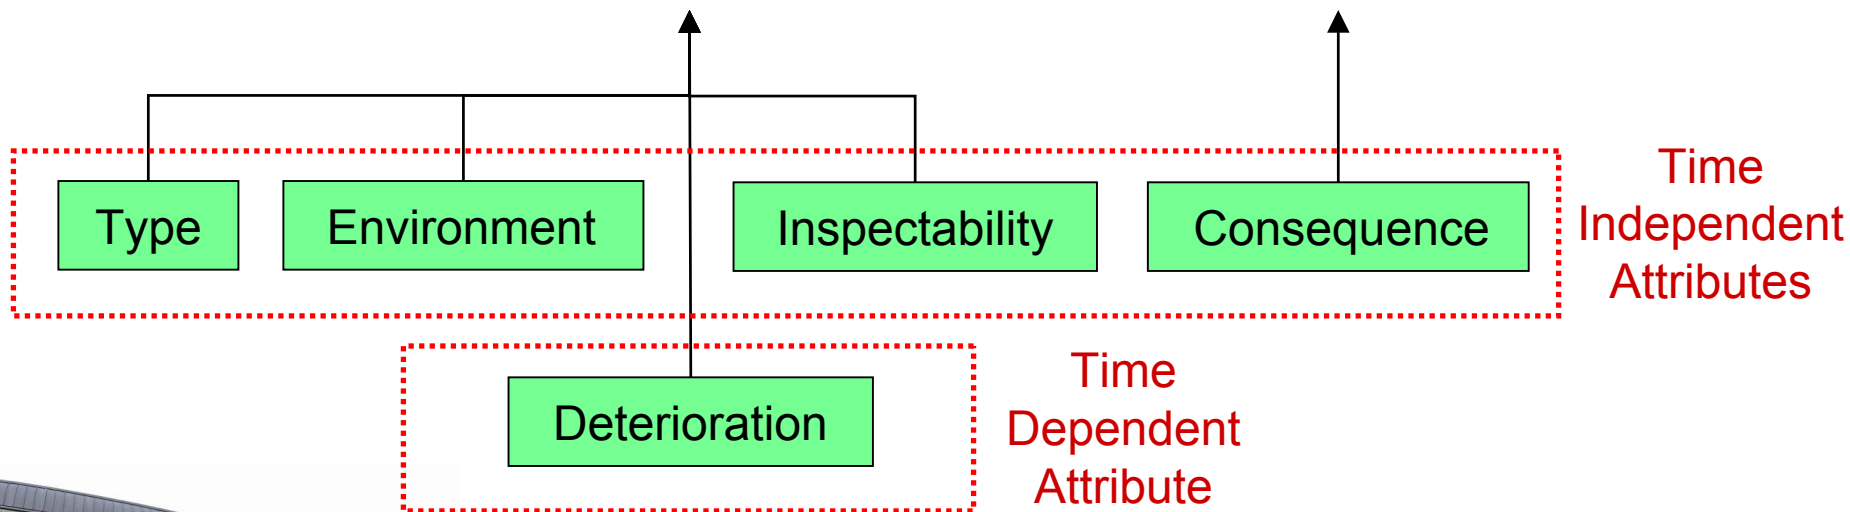 Type
Environment
Inspectability
Consequence
Time
Independent
Attributes
Deterioration
Time
Dependent
Attribute